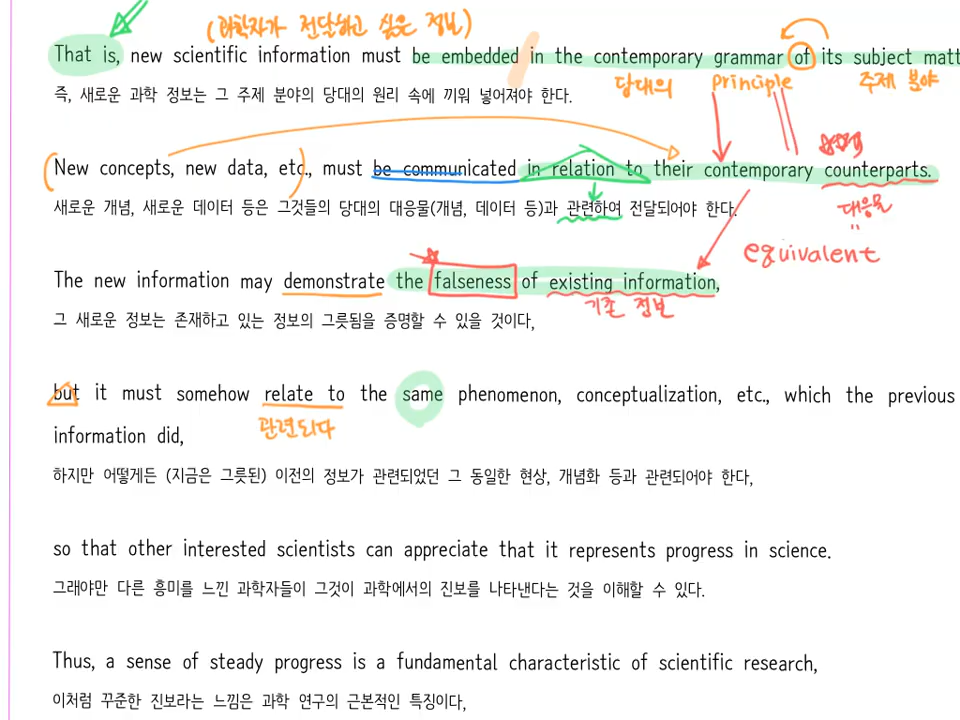 (과학자가 전달하고 싶은 정보)
That is, new scientific information must be embedded in the contemporary grammar of its subject matt
당대의 principle 주제 분야
즉, 새로운 과학 정보는 그 주제 분야의 당대의 원리 속에 끼워 넣어져야 한다.
(New concepts, new data, etc)., must be communicated in relation to their contemporary counterparts.
새로운 개념, 새로운 데이터 등은 그것들의 당대의 대응물(개념, 데이터 등)과 관련하여 전달되어야 한다.
대응물
"
equivalent
The new information may demonstrate the falseness of existing information,
기존 정보
그 새로운 정보는 존재하고 있는 정보의 그릇됨을 증명할 수 있을 것이다,
but it must somehow relate to the same phenomenon, conceptualization, etc., which the previous
관련되다
information did,
하지만 어떻게든 (지금은 그릇된) 이전의 정보가 관련되었던 그 동일한 현상, 개념화 등과 관련되어야 한다,
so that other interested scientists can appreciate that it represents progress in science.
그래야만 다른 흥미를 느낀 과학자들이 그것이 과학에서의 진보를 나타낸다는 것을 이해할 수 있다.
Thus, a sense of steady progress is a fundamental characteristic of scientific research,
이처럼 꾸준한 진보라는 느낌은 과학 연구의 근본적인 특징이다,